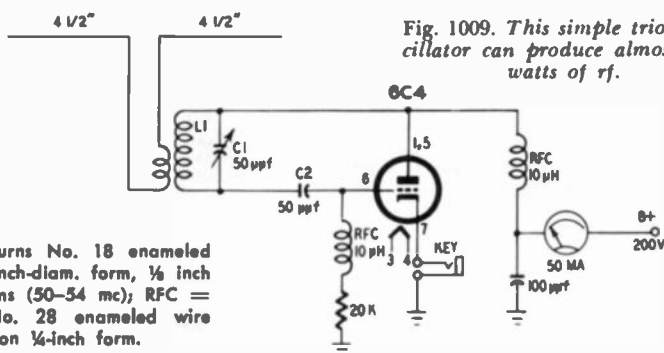 4 1/2"
4 1/2"
Fig. 1009. This simple trio
cillator can produce almos
watts of rf.
6C4
L1
C1
50 μμf
1,5
RFC
10 μH
C2
50 μμf
6
7
RFC
10 μH
3
4
KEY
B+
200V
50 MA
100 μμf
20K
urns No. 18 enameled
nch-diam. form, ⅛ inch
ns (50–54 mc); RFC =
o. 28 enameled wire
on ¼-inch form.